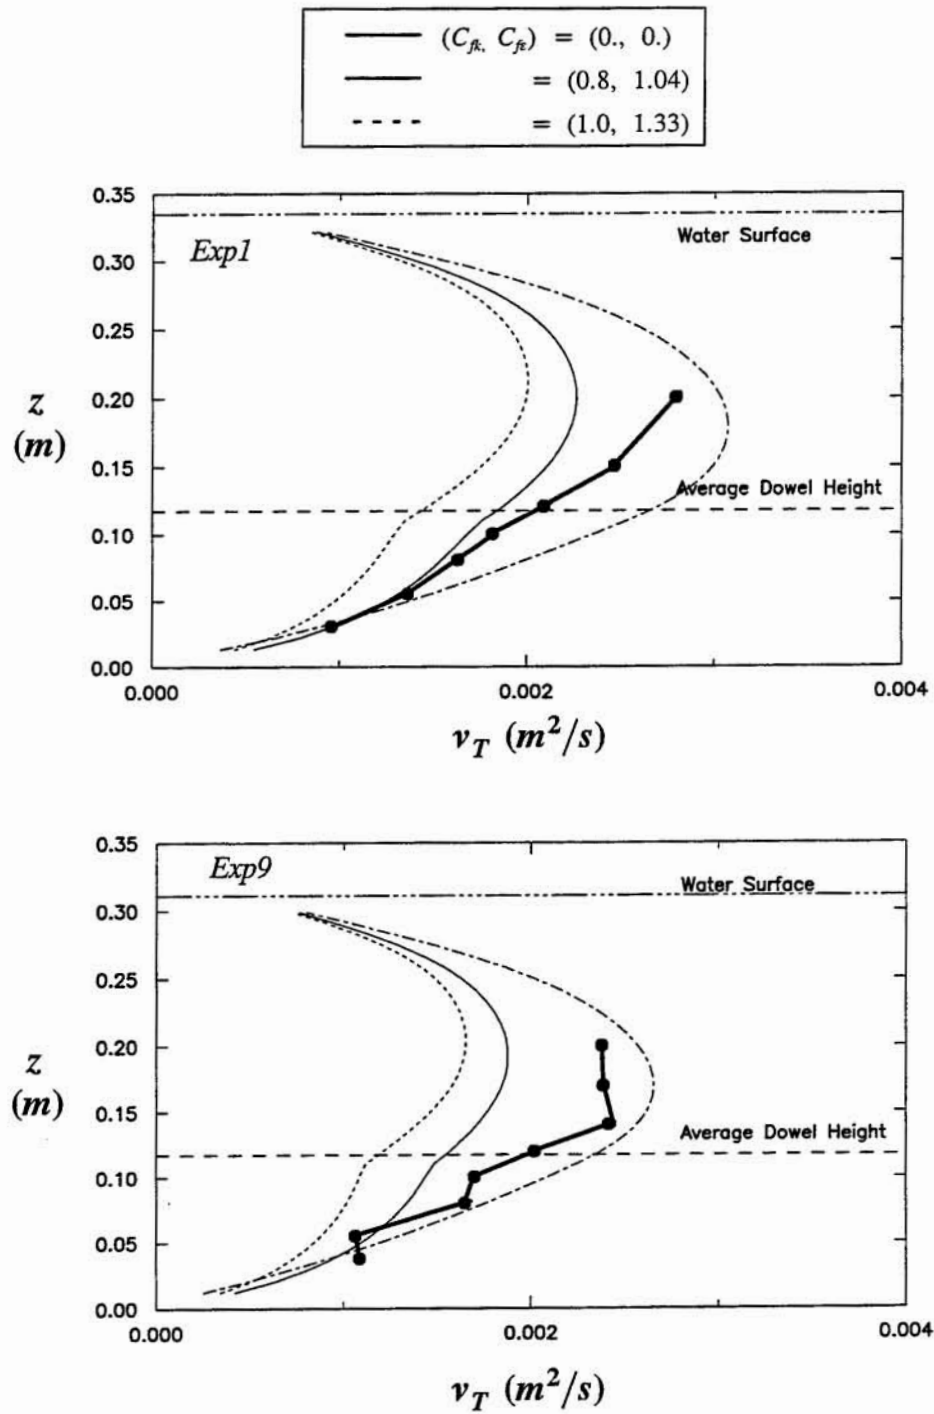 (C_fk, C_fε) = (0., 0.)
= (0.8, 1.04)
= (1.0, 1.33)
0.35
0.30
0.25
0.20
0.15
0.10
0.05
0.00
z
(m)
Exp1
Water Surface
Average Dowel Height
0.000
0.002
0.004
ν_T (m²/s)
0.35
0.30
0.25
0.20
0.15
0.10
0.05
0.00
z
(m)
Exp9
Water Surface
Average Dowel Height
0.000
0.002
0.004
ν_T (m²/s)